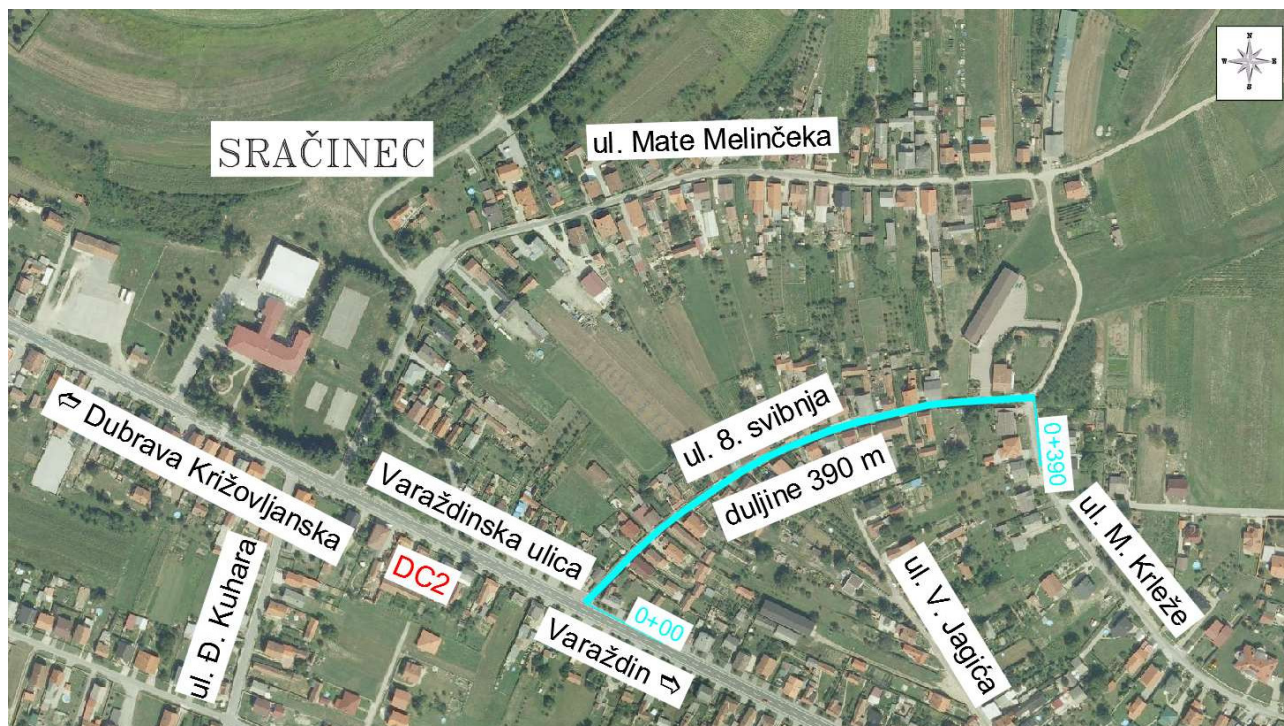 N
W E
S
SRAČINEC
ul. Mate Melinčeka
ul. 8. svibnja
duljine 390 m
0+390
⇦ Dubrava Križovljanska
Varaždinska ulica
DC2
ul. Đ. Kuhara
0+00
Varaždin ⇨
ul. V. Jagića
ul. M. Krleže